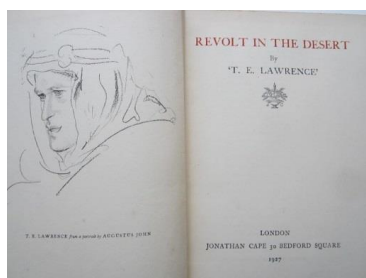 T. E. LAWRENCE from a portrait by AUGUSTUS JOHN
REVOLT IN THE DESERT
By
'T. E. LAWRENCE'
LONDON
JONATHAN CAPE 30 BEDFORD SQUARE
1927